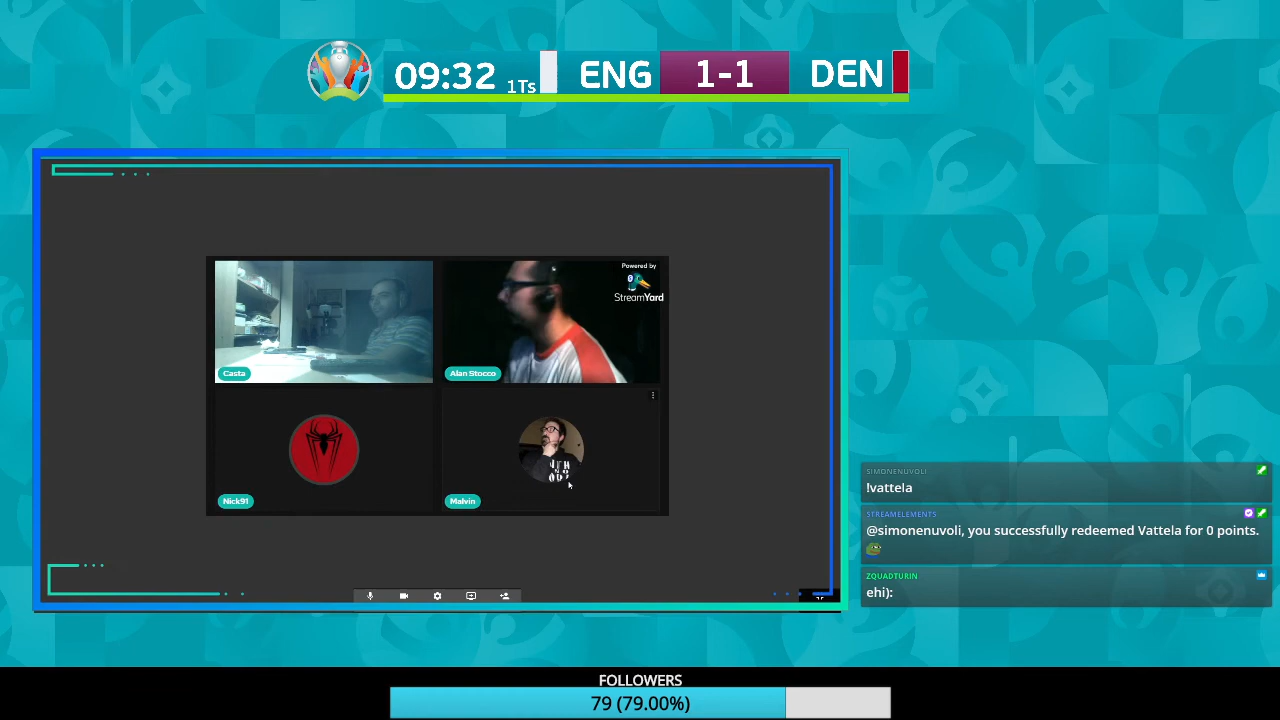 09:32 1Ts ENG 1-1 DEN
Powered by
StreamYard
Casta
Alan Stocco
Nick91
Malvin
SIMONENUVOLI
!vattela
STREAMELEMENTS
@simonenuvoli, you successfully redeemed Vattela for 0 points.
ZQUADTURIN
ehi):
FOLLOWERS
79 (79.00%)